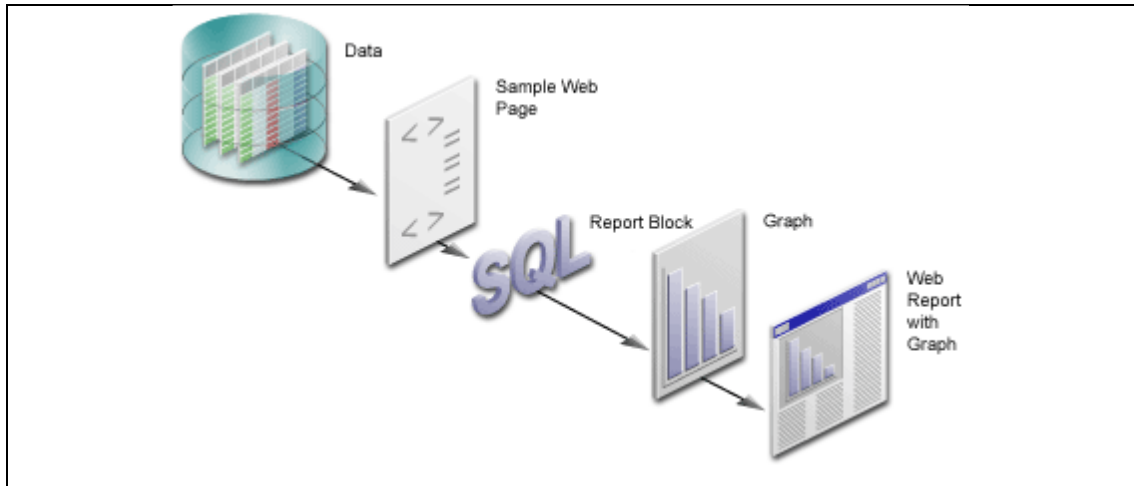 Data
Sample Web
Page
< >
=
=
=
< >
SQL
Report Block
Graph
Web
Report
with
Graph